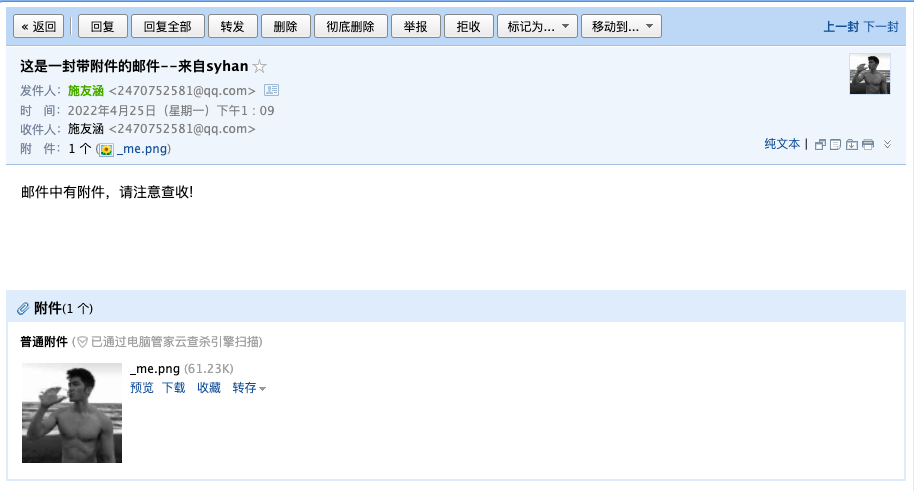 « 返回 回复 回复全部 转发 删除 彻底删除 举报 拒收 标记为... 移动到... 上一封 下一封
这是一封带附件的邮件--来自syhan
发件人：施友涵 <2470752581@qq.com>
时 间：2022年4月25日（星期一）下午1：09
收件人：施友涵 <2470752581@qq.com>
附 件：1 个 (_me.png) 纯文本 |
邮件中有附件，请注意查收!
附件(1 个)
普通附件 (已通过电脑管家云查杀引擎扫描)
_me.png (61.23K)
预览 下载 收藏 转存